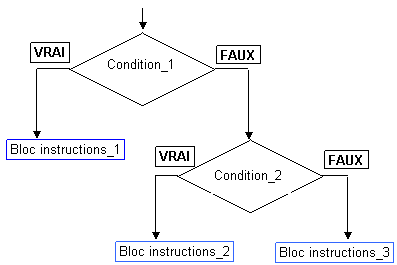 VRAI
FAUX
Condition_1
Bloc instructions_1
VRAI
FAUX
Condition_2
Bloc instructions_2
Bloc instructions_3